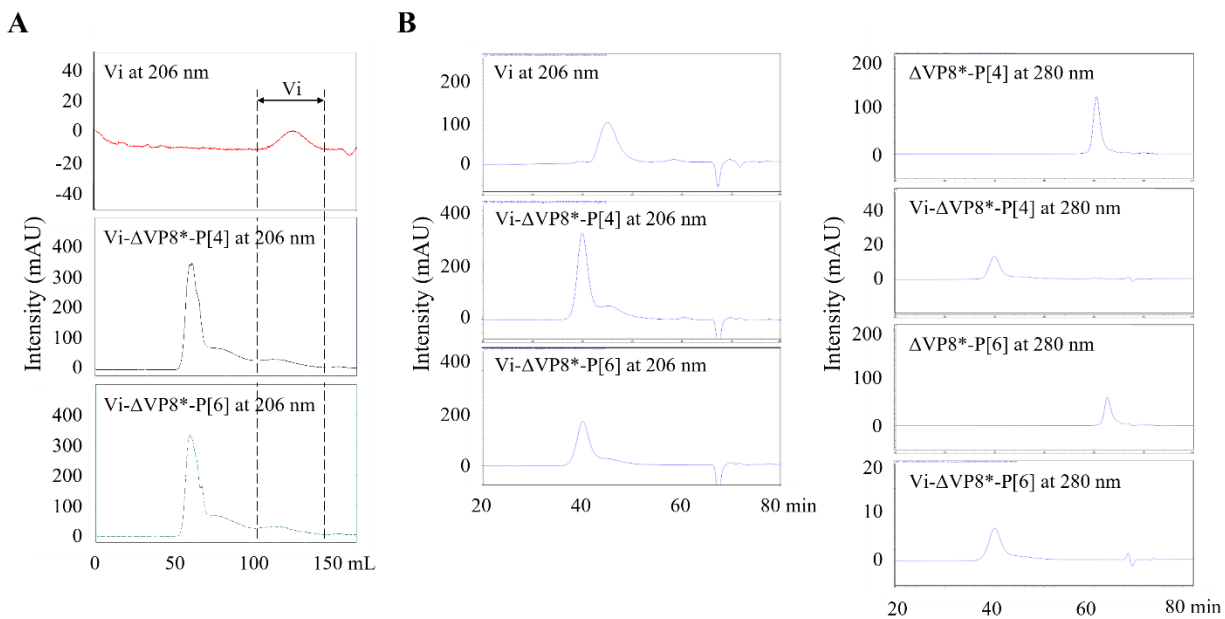 A
Intensity (mAU)
Vi at 206 nm
Vi
40
20
0
-20
-40
Vi-ΔVP8*-P[4] at 206 nm
400
300
200
100
0
Vi-ΔVP8*-P[6] at 206 nm
400
300
200
100
0
0 50 100 150 mL
B
Intensity (mAU)
Vi at 206 nm
200
100
0
Vi-ΔVP8*-P[4] at 206 nm
400
200
0
Vi-ΔVP8*-P[6] at 206 nm
400
200
0
20 40 60 80 min
Intensity (mAU)
ΔVP8*-P[4] at 280 nm
200
100
0
Vi-ΔVP8*-P[4] at 280 nm
40
20
0
ΔVP8*-P[6] at 280 nm
200
100
0
Vi-ΔVP8*-P[6] at 280 nm
20
10
0
20 40 60 80 min